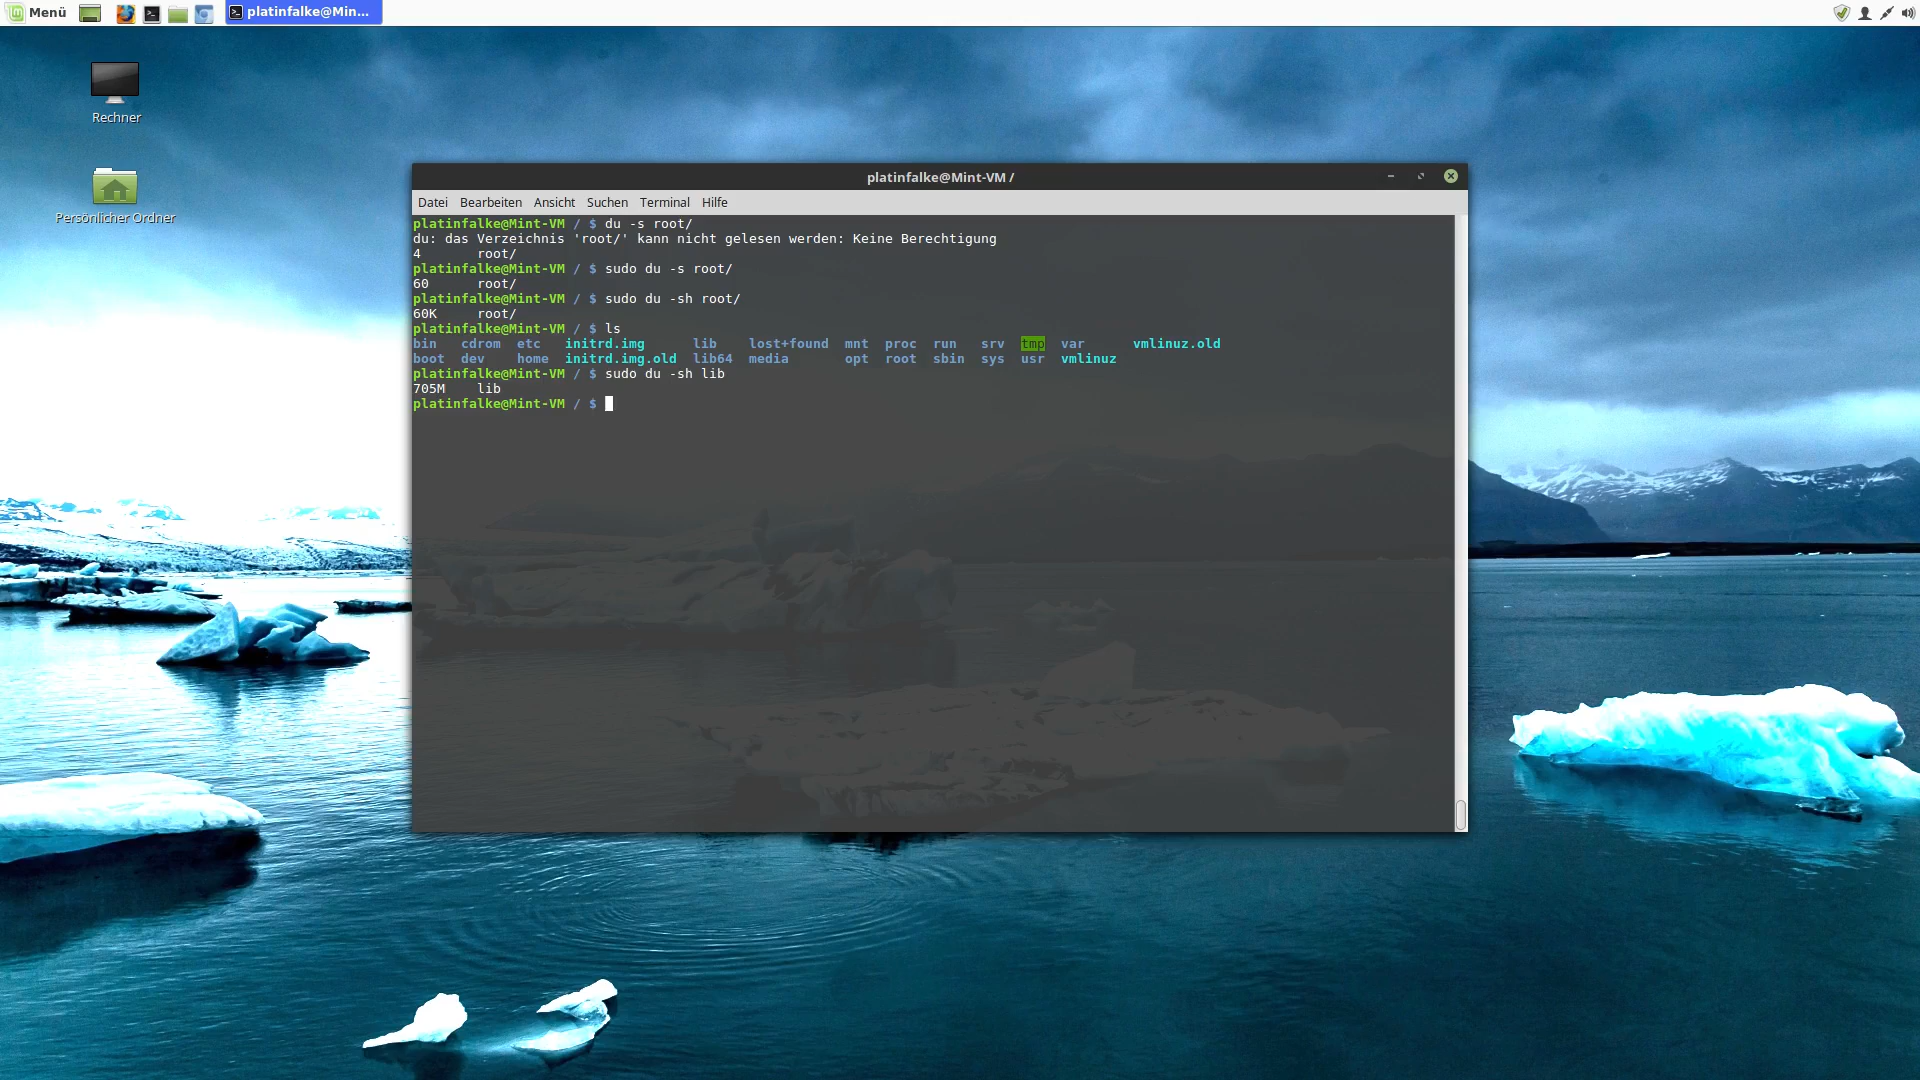 Menü platinfalke@Min...
Rechner
Persönlicher Ordner
platinfalke@Mint-VM /
Datei Bearbeiten Ansicht Suchen Terminal Hilfe
platinfalke@Mint-VM / $ du -s root/
du: das Verzeichnis 'root/' kann nicht gelesen werden: Keine Berechtigung
4 root/
platinfalke@Mint-VM / $ sudo du -s root/
60 root/
platinfalke@Mint-VM / $ sudo du -sh root/
60K root/
platinfalke@Mint-VM / $ ls
bin cdrom etc initrd.img lib lost+found mnt proc run srv tmp var vmlinuz.old
boot dev home initrd.img.old lib64 media opt root sbin sys usr vmlinuz
platinfalke@Mint-VM / $ sudo du -sh lib
705M lib
platinfalke@Mint-VM / $